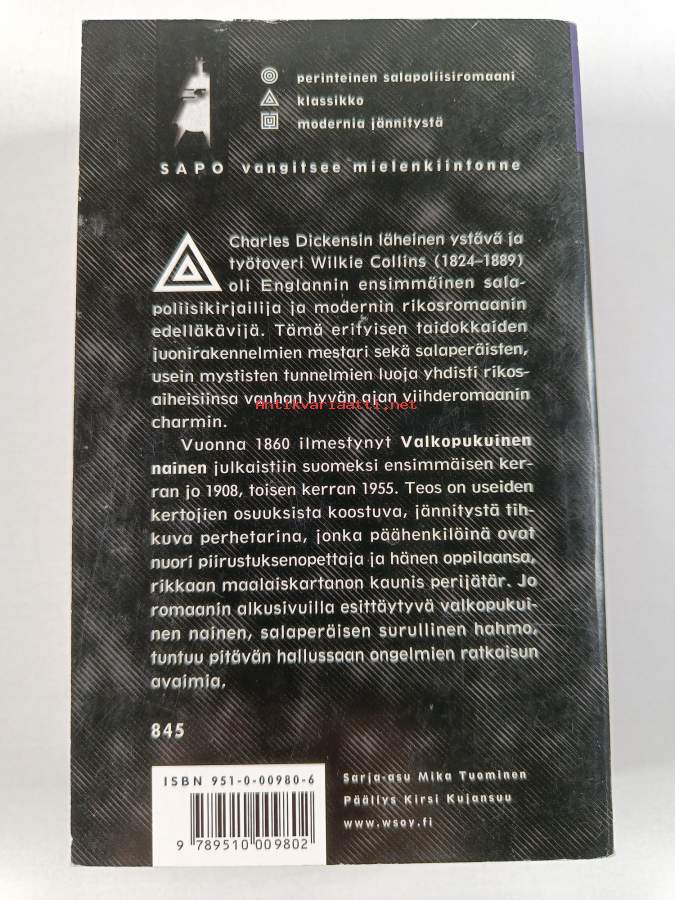 perinteinen salapoliisiromaani
klassikko
modernia jännitystä
SAPO vangitsee mielenkiintonne
Charles Dickensin läheinen ystävä ja
työtoveri Wilkie Collins (1824–1889)
oli Englannin ensimmäinen sala-
poliisikirjailija ja modernin rikosromaanin
edelläkävijä. Tämä erityisen taidokkaiden
juonirakennelmien mestari sekä salaperäisten,
usein mystisten tunnelmien luoja yhdisti rikos-
aiheisiinsa vanhan hyvän ajan viihderomaanin
Antikvariaatti.net
charmin.
Vuonna 1860 ilmestynyt Valkopukuinen
nainen julkaistiin suomeksi ensimmäisen ker-
ran jo 1908, toisen kerran 1955. Teos on useiden
kertojien osuuksista koostuva, jännitystä tih-
kuva perhetarina, jonka päähenkilöinä ovat
nuori piirustuksenopettaja ja hänen oppilaansa,
rikkaan maalaiskartanon kaunis perijätär. Jo
romaanin alkusivuilla esittäytyvä valkopukui-
nen nainen, salaperäisen surullinen hahmo,
tuntuu pitävän hallussaan ongelmien ratkaisun
avaimia.
845
ISBN 951-0-00980-6
9 789510 009802
Sarja-asu Mika Tuominen
Päällys Kirsi Kujansuu
www.wsoy.fi